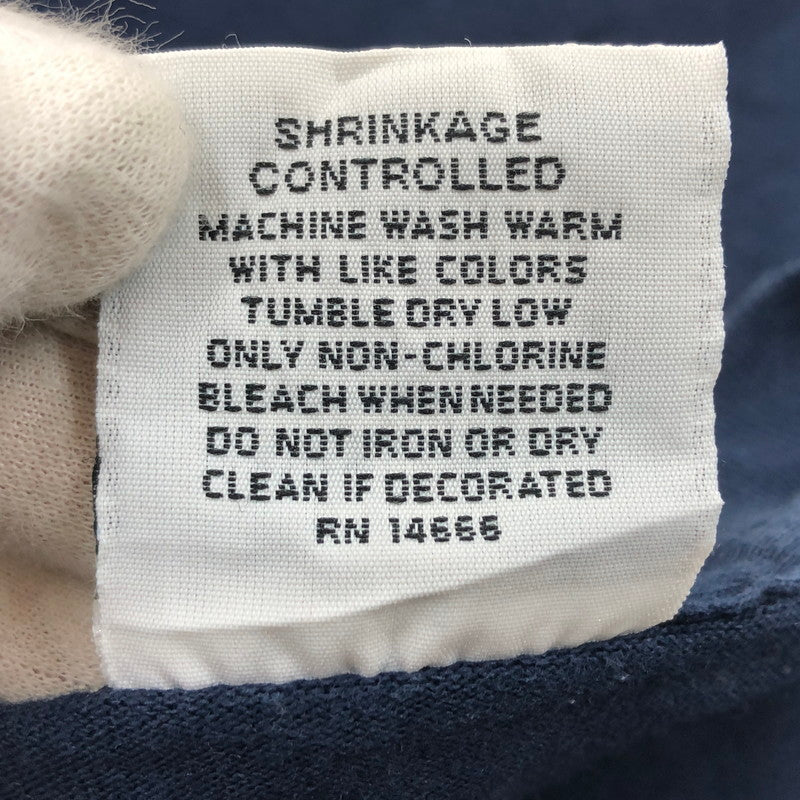 SHRINKAGE
CONTROLLED
MACHINE WASH WARM
WITH LIKE COLORS
TUMBLE DRY LOW
ONLY NON-CHLORINE
BLEACH WHEN NEEDED
DO NOT IRON OR DRY
CLEAN IF DECORATED
RN 14666